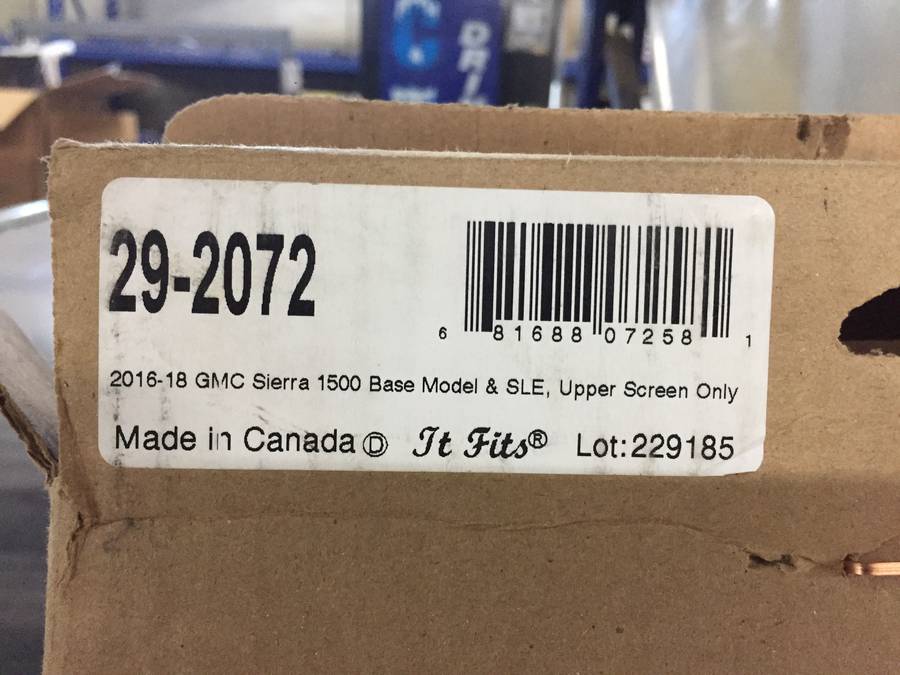 C
DRI
29-2072
6 81688 07258 1
2016-18 GMC Sierra 1500 Base Model & SLE, Upper Screen Only
Made in Canada Ⓓ It Fits® Lot:229185